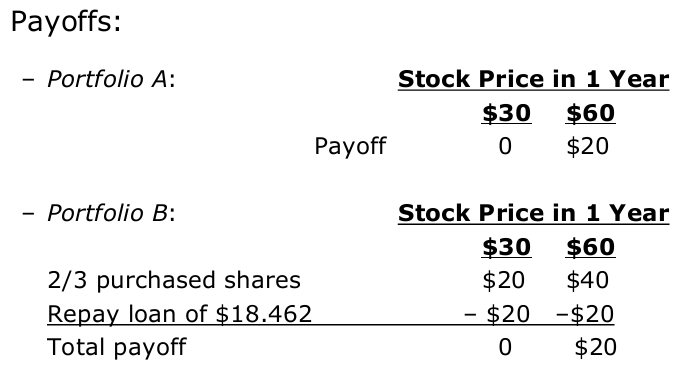 Payoffs:
– Portfolio A: Stock Price in 1 Year
$30 $60
Payoff 0 $20
– Portfolio B: Stock Price in 1 Year
$30 $60
2/3 purchased shares $20 $40
Repay loan of $18.462 – $20 –$20
Total payoff 0 $20